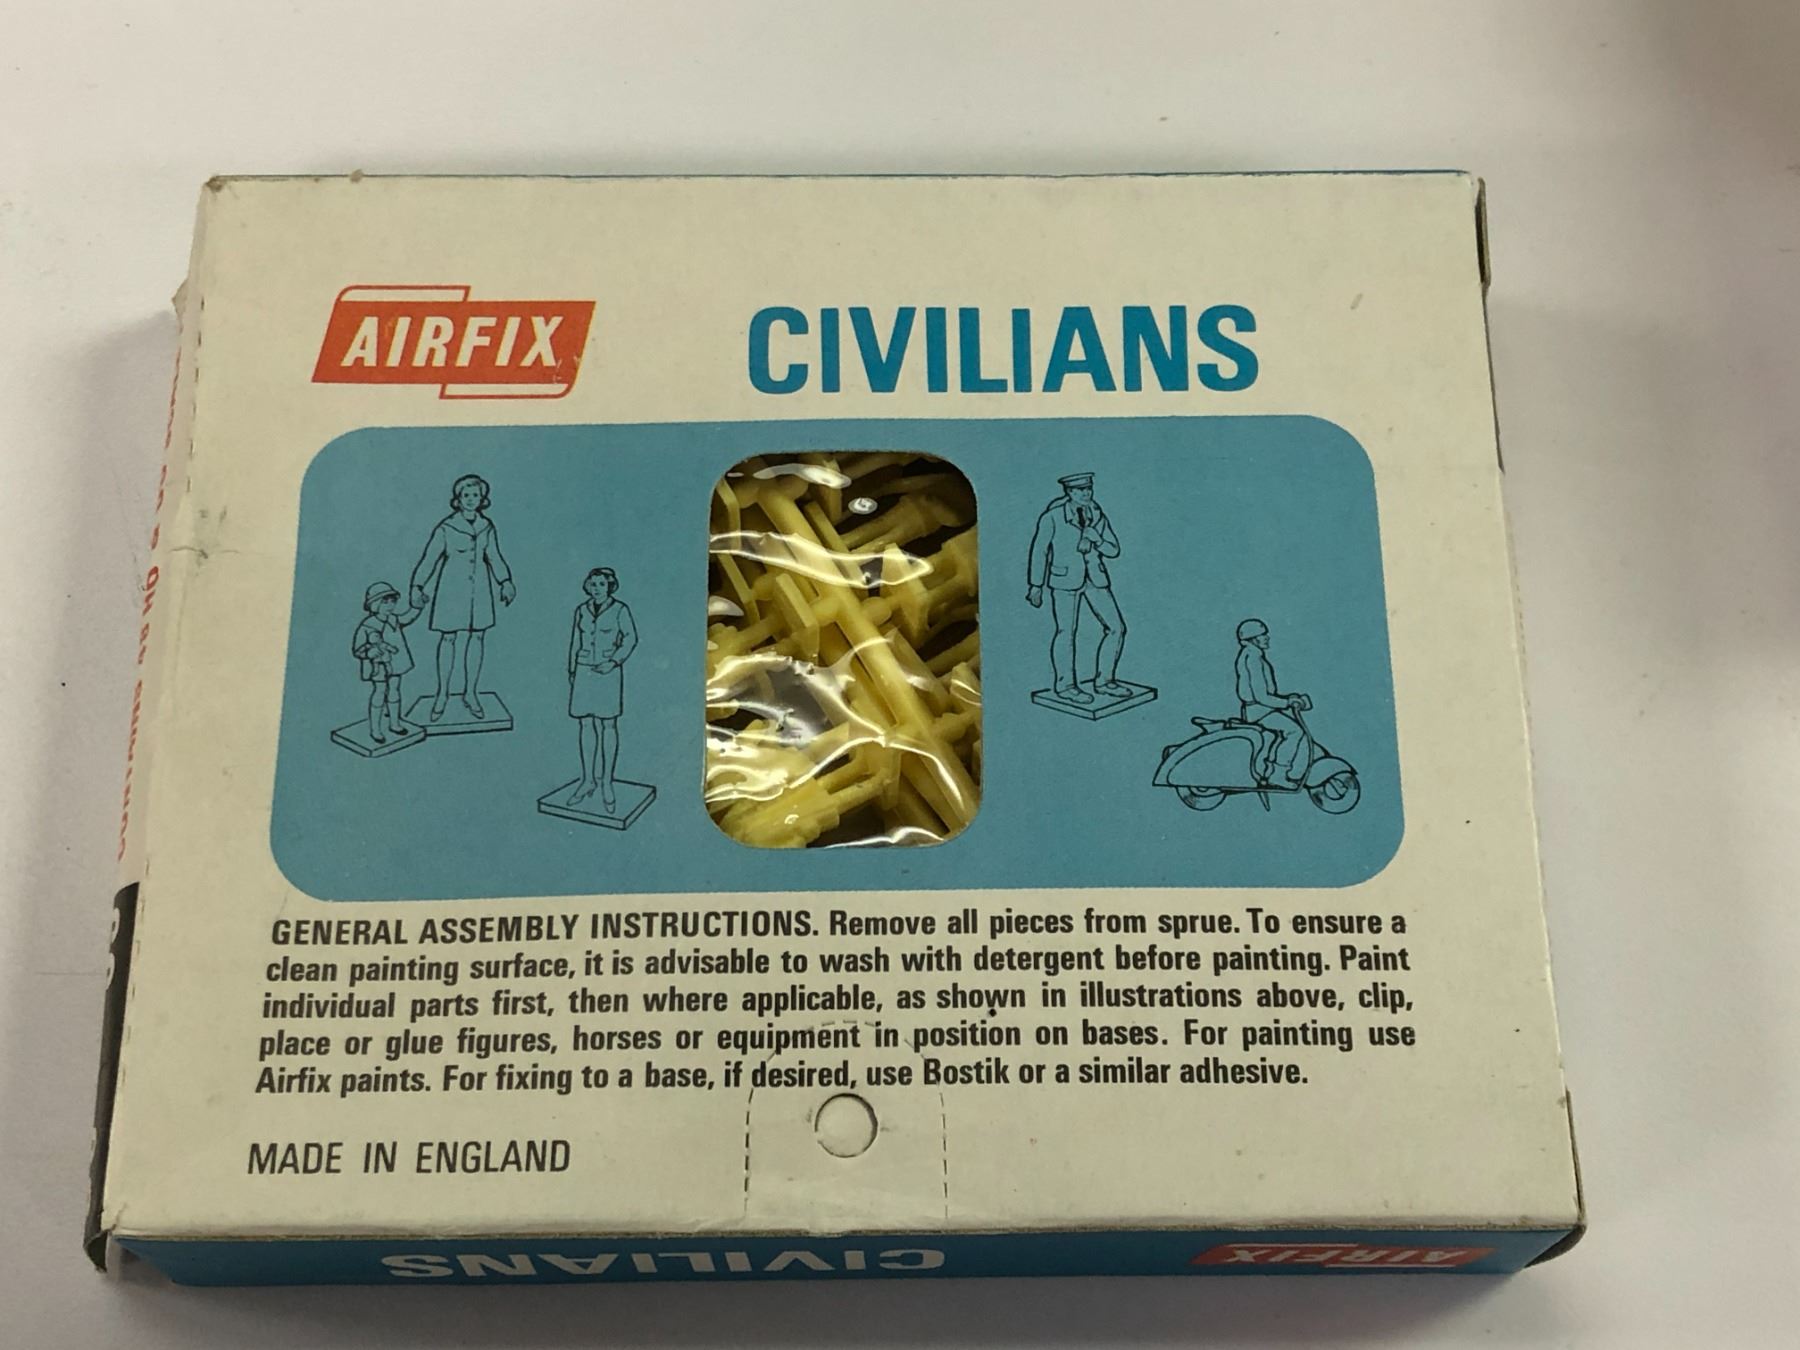 AIRFIX
CIVILIANS
GENERAL ASSEMBLY INSTRUCTIONS. Remove all pieces from sprue. To ensure a
clean painting surface, it is advisable to wash with detergent before painting. Paint
individual parts first, then where applicable, as shown in illustrations above, clip,
place or glue figures, horses or equipment in position on bases. For painting use
Airfix paints. For fixing to a base, if desired, use Bostik or a similar adhesive.
MADE IN ENGLAND
CIVILIANS
AIRFIX